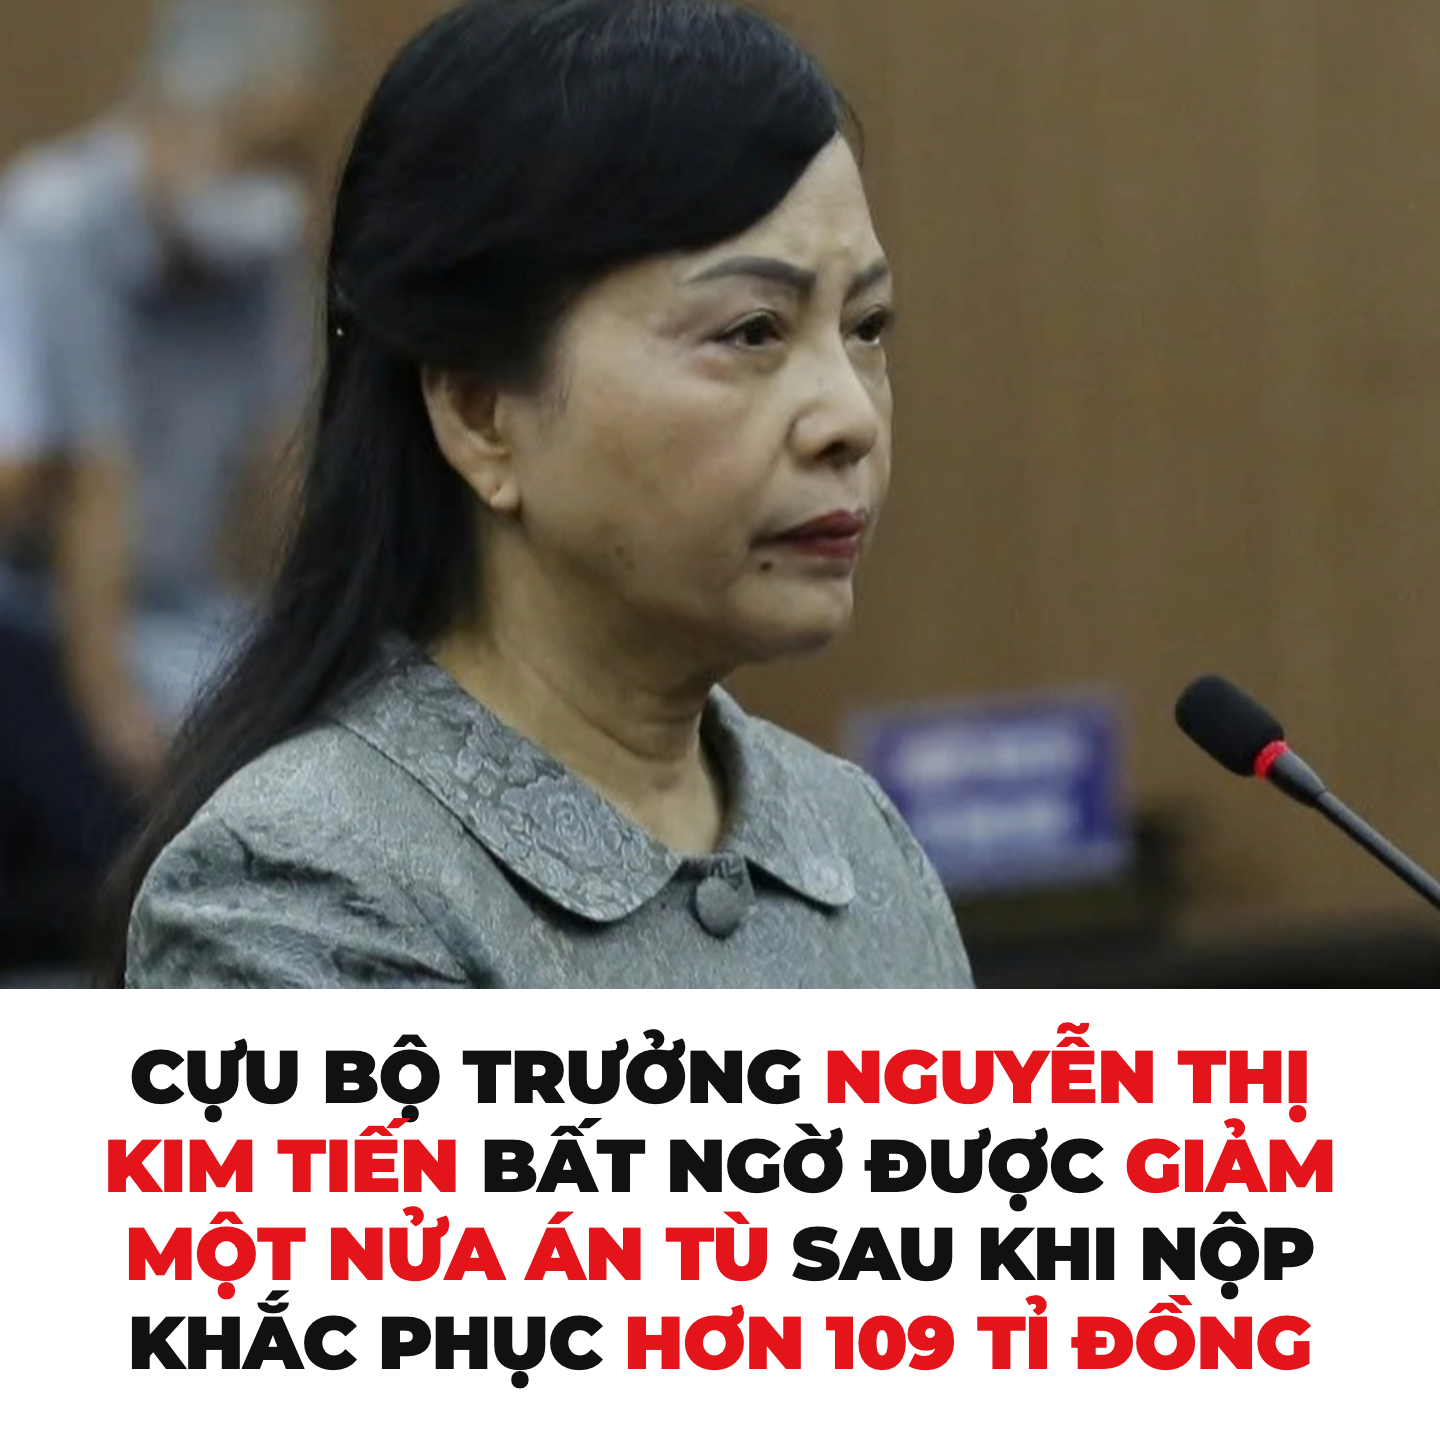 CỰU BỘ TRƯỞNG NGUYỄN THỊ
KIM TIẾN BẤT NGỜ ĐƯỢC GIẢM
MỘT NỬA ÁN TÙ SAU KHI NỘP
KHẮC PHỤC HƠN 109 TỈ ĐỒNG